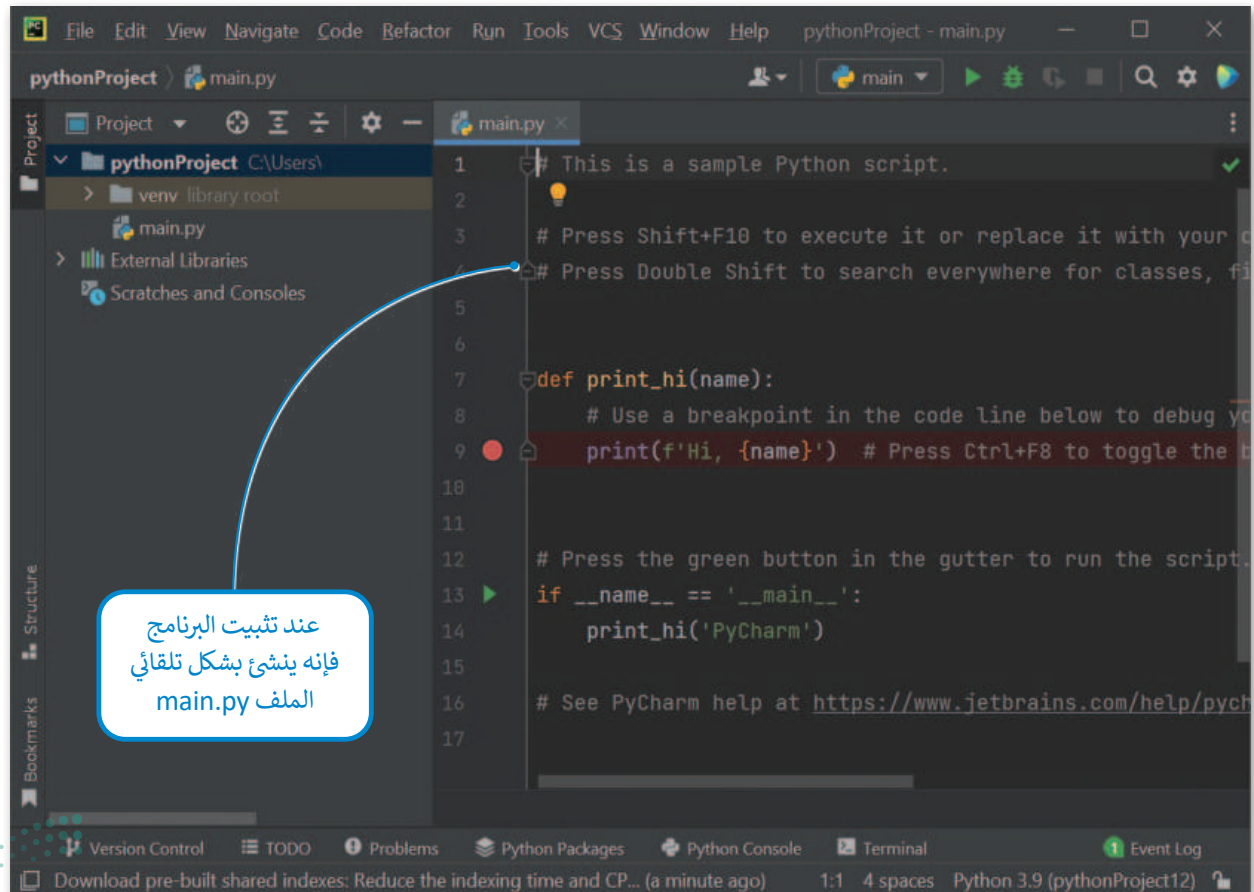 File Edit View Navigate Code Refactor Run Tools VCS Window Help pythonProject - main.py
pythonProject main.py
main
Project
Project
main.py
pythonProject C:\Users\
venv library root
main.py
External Libraries
Scratches and Consoles
1 # This is a sample Python script.
2
3 # Press Shift+F10 to execute it or replace it with your c
4 # Press Double Shift to search everywhere for classes, fi
5
6
7 def print_hi(name):
8 # Use a breakpoint in the code line below to debug yo
9 print(f'Hi, {name}') # Press Ctrl+F8 to toggle the b
10
11
12 # Press the green button in the gutter to run the script.
13 if __name__ == '__main__':
14 print_hi('PyCharm')
15
16 # See PyCharm help at https://www.jetbrains.com/help/pych
17
عند تثبيت البرنامج
فإنه ينشئ بشكل تلقائي
الملف main.py
Structure
Bookmarks
Version Control TODO Problems Python Packages Python Console Terminal 1 Event Log
Download pre-built shared indexes: Reduce the indexing time and CP... (a minute ago) 1:1 4 spaces Python 3.9 (pythonProject12)